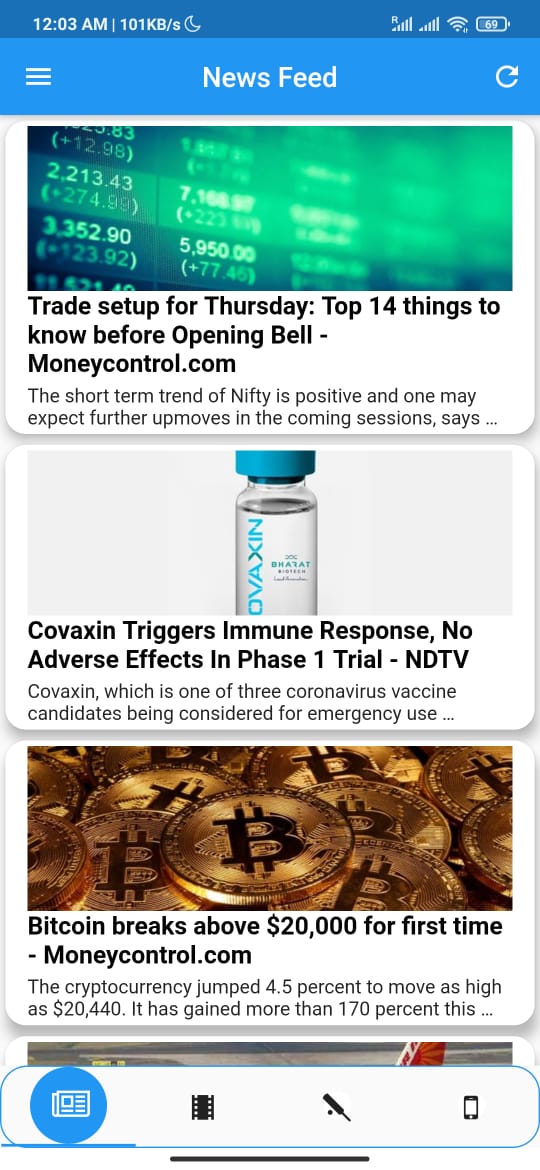 12:03 AM | 101KB/s
R
69
News Feed
(+12.98)
2,213.43
(+274.99)
3,352.90
(+123.92)
5,950.00
(+77.46)
Trade setup for Thursday: Top 14 things to
know before Opening Bell -
Moneycontrol.com
The short term trend of Nifty is positive and one may
expect further upmoves in the coming sessions, says ...
OVAXIN
BHARAT
BIOTECH
Covaxin Triggers Immune Response, No
Adverse Effects In Phase 1 Trial - NDTV
Covaxin, which is one of three coronavirus vaccine
candidates being considered for emergency use ...
Bitcoin breaks above $20,000 for first time
- Moneycontrol.com
The cryptocurrency jumped 4.5 percent to move as high
as $20,440. It has gained more than 170 percent this ...